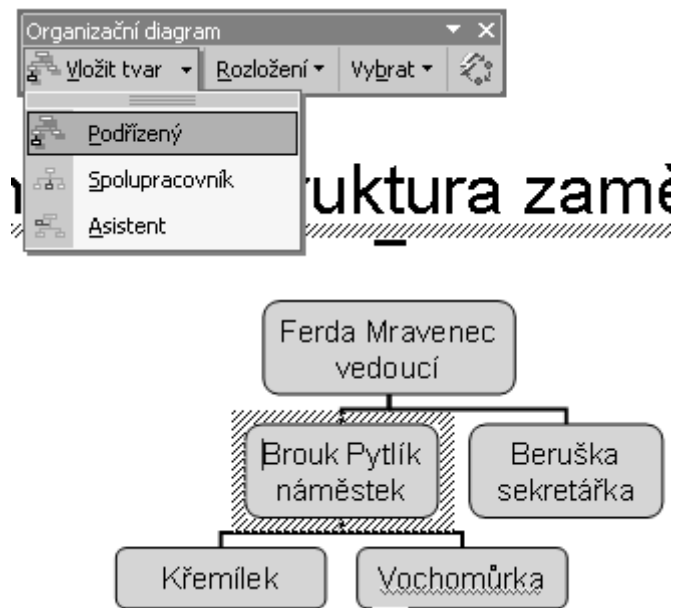 Organizační diagram
Vložit tvar Rozložení Vybrat
Podřízený
Spolupracovník
Asistent
ruktura zamě
Ferda Mravenec
vedoucí
Brouk Pytlík
náměstek
Beruška
sekretářka
Křemílek
Vochomůrka